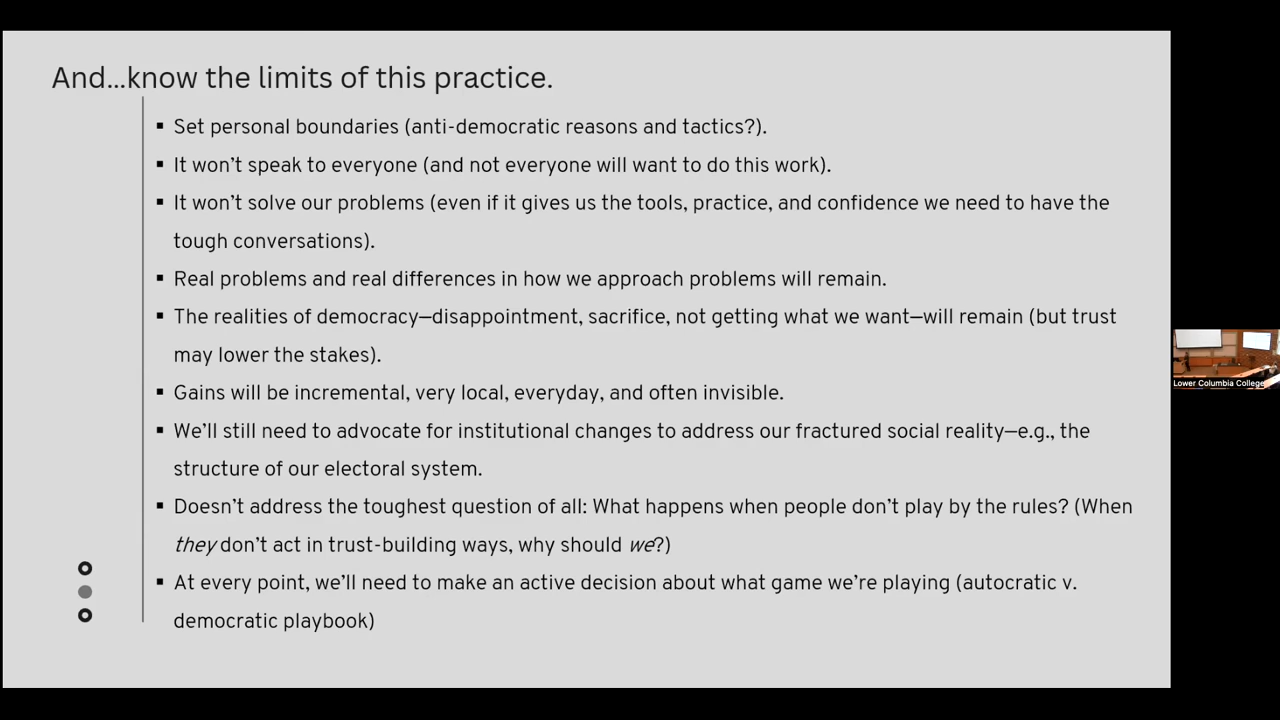 And...know the limits of this practice.
▪ Set personal boundaries (anti-democratic reasons and tactics?).
▪ It won't speak to everyone (and not everyone will want to do this work).
▪ It won't solve our problems (even if it gives us the tools, practice, and confidence we need to have the
tough conversations).
▪ Real problems and real differences in how we approach problems will remain.
▪ The realities of democracy—disappointment, sacrifice, not getting what we want—will remain (but trust
may lower the stakes).
▪ Gains will be incremental, very local, everyday, and often invisible.
▪ We'll still need to advocate for institutional changes to address our fractured social reality—e.g., the
structure of our electoral system.
▪ Doesn't address the toughest question of all: What happens when people don't play by the rules? (When
they don't act in trust-building ways, why should we?)
▪ At every point, we'll need to make an active decision about what game we're playing (autocratic v.
democratic playbook)
Lower Columbia College